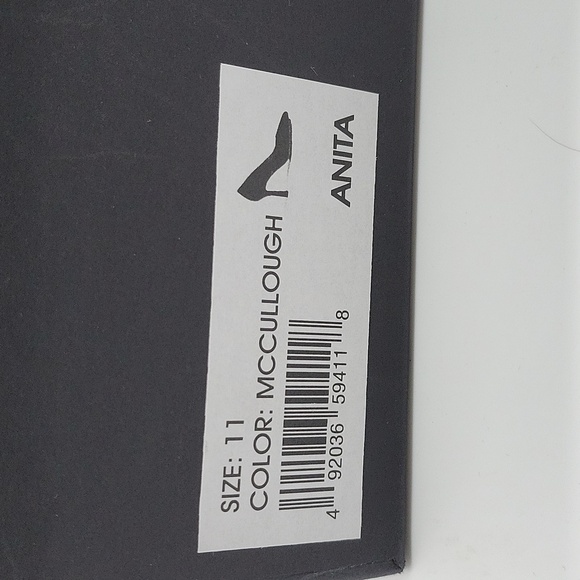 SIZE: 11
COLOR: MCCULLOUGH
ANITA
4 92036 59411 8